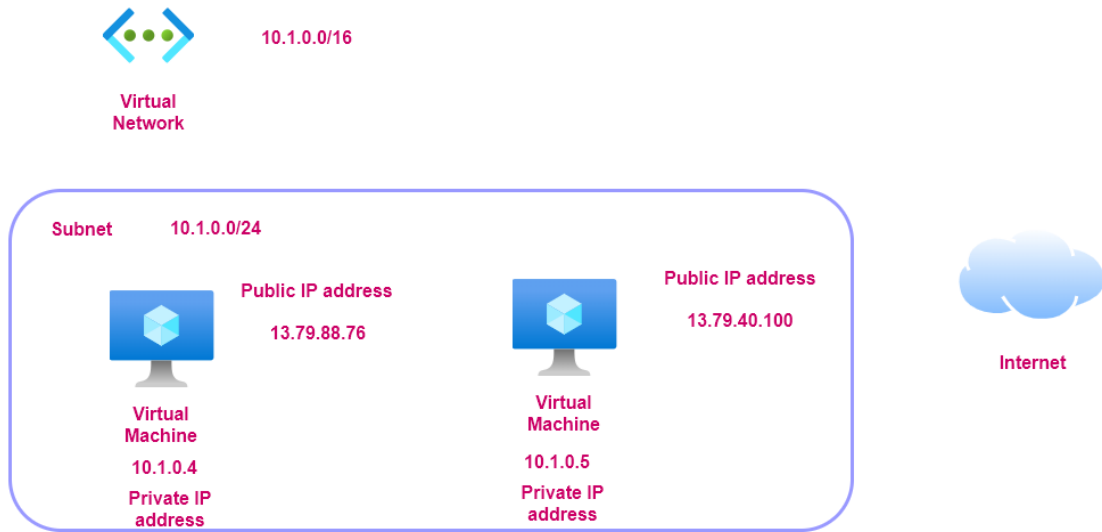 10.1.0.0/16
Virtual
Network
Subnet
10.1.0.0/24
Public IP address
13.79.88.76
Virtual
Machine
10.1.0.4
Private IP
address
Public IP address
13.79.40.100
Virtual
Machine
10.1.0.5
Private IP
address
Internet